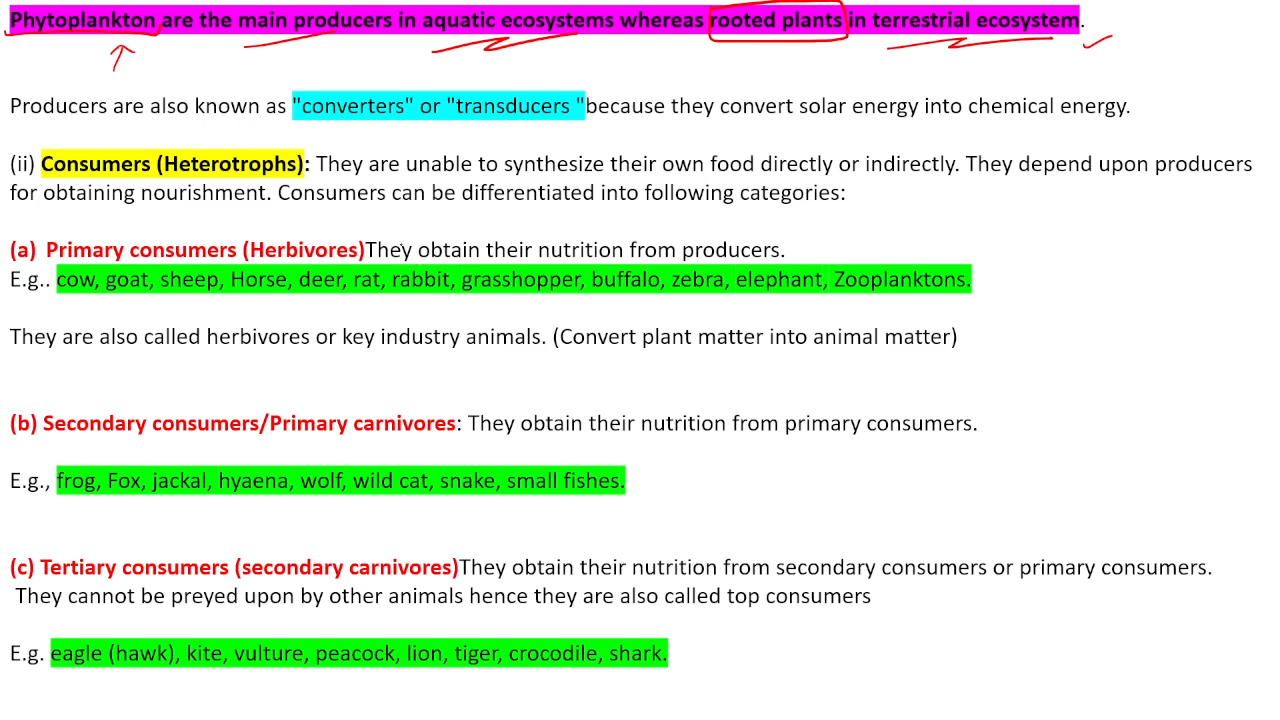 Phytoplankton are the main producers in aquatic ecosystems whereas rooted plants in terrestrial ecosystem.
Producers are also known as "converters" or "transducers "because they convert solar energy into chemical energy.
(ii) Consumers (Heterotrophs): They are unable to synthesize their own food directly or indirectly. They depend upon producers
for obtaining nourishment. Consumers can be differentiated into following categories:
(a) Primary consumers (Herbivores)They obtain their nutrition from producers.
E.g.. cow, goat, sheep, Horse, deer, rat, rabbit, grasshopper, buffalo, zebra, elephant, Zooplanktons.
They are also called herbivores or key industry animals. (Convert plant matter into animal matter)
(b) Secondary consumers/Primary carnivores: They obtain their nutrition from primary consumers.
E.g., frog, Fox, jackal, hyaena, wolf, wild cat, snake, small fishes.
(c) Tertiary consumers (secondary carnivores)They obtain their nutrition from secondary consumers or primary consumers.
They cannot be preyed upon by other animals hence they are also called top consumers
E.g. eagle (hawk), kite, vulture, peacock, lion, tiger, crocodile, shark.